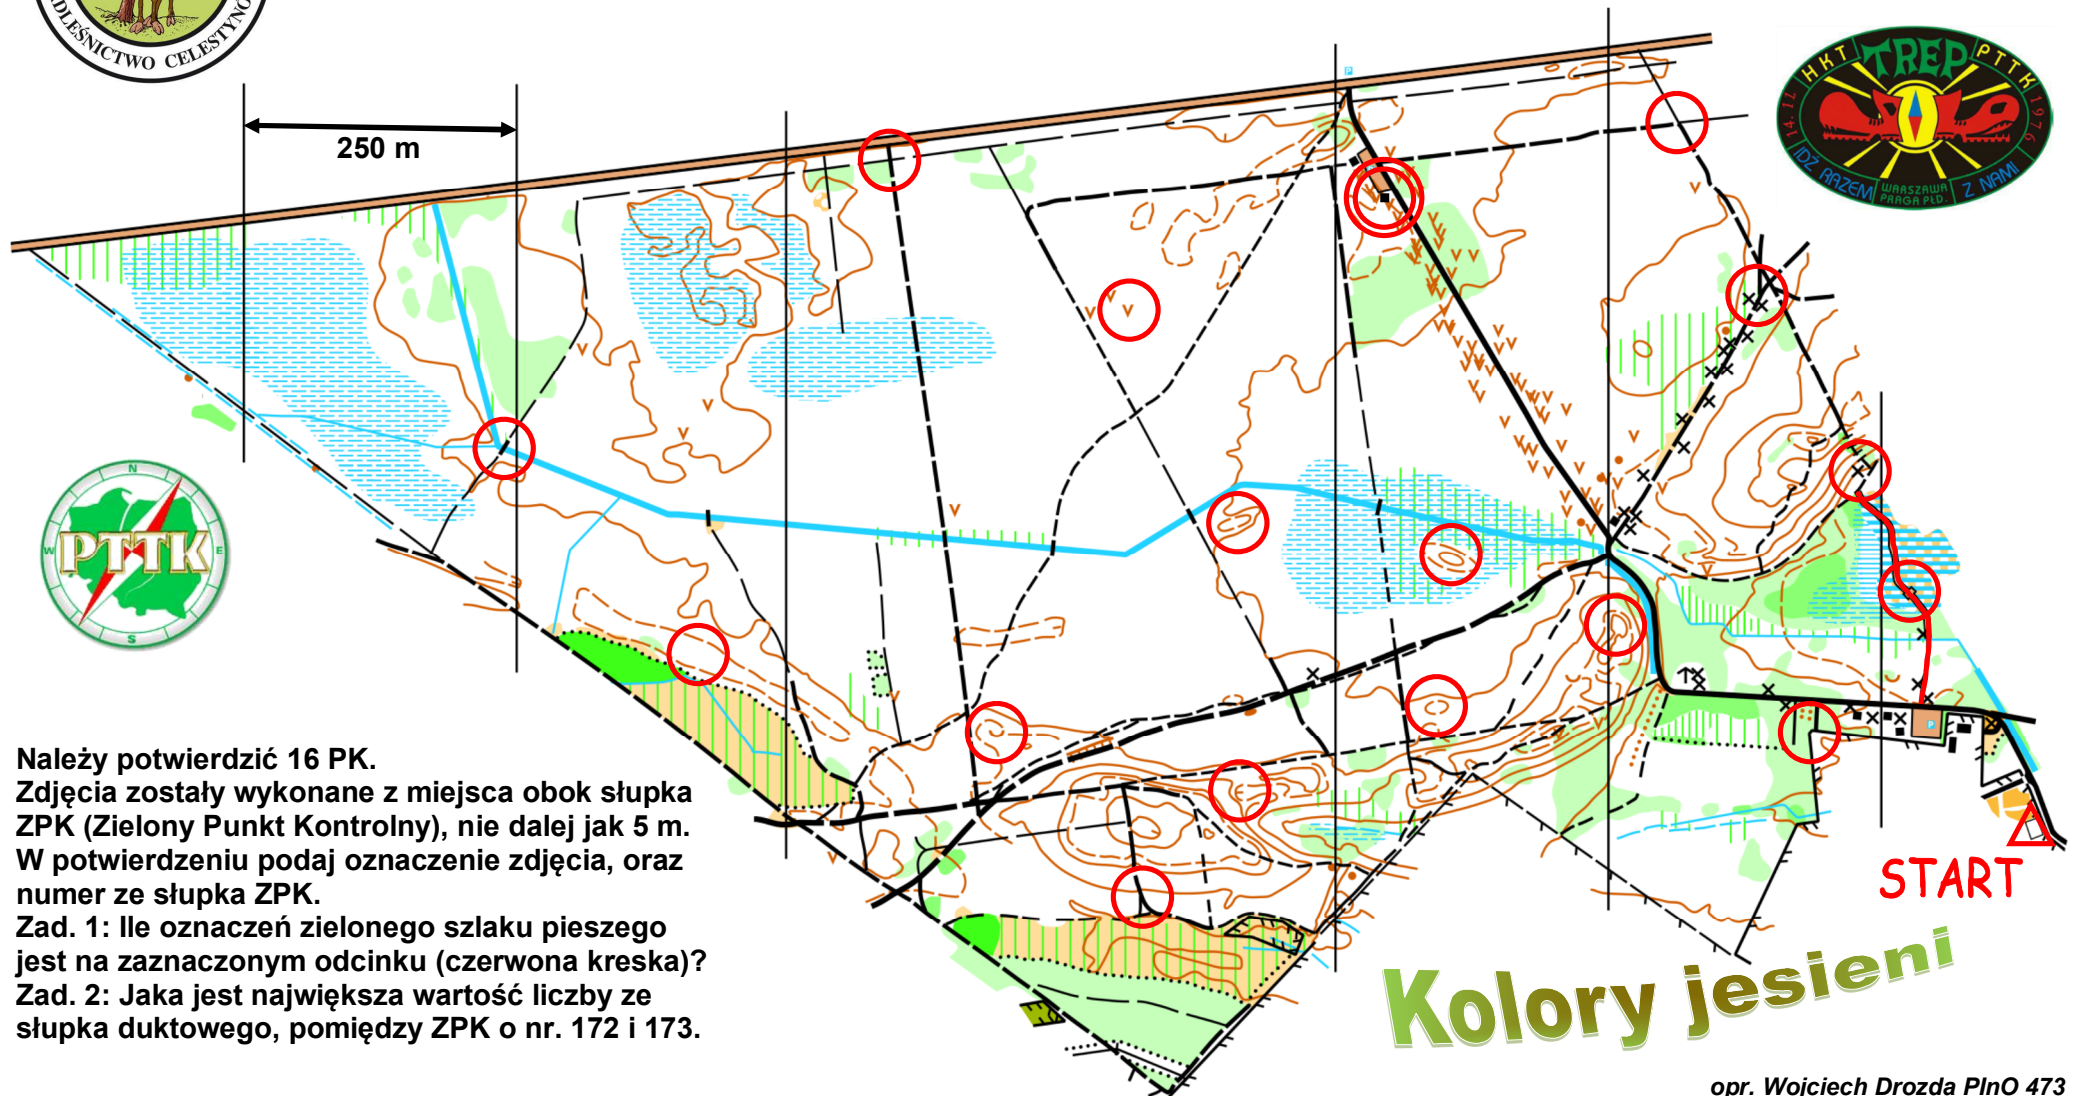 NADLEŚNICTWO CELESTYNÓW
HKT TREP PTTK 1976
14.12
IDŹ RAZEM Z NAMI
WARSZAWA
PRAGA PŁD.
250 m
P
N
W E
PTTK
S
P
Należy potwierdzić 16 PK.
Zdjęcia zostały wykonane z miejsca obok słupka
ZPK (Zielony Punkt Kontrolny), nie dalej jak 5 m.
W potwierdzeniu podaj oznaczenie zdjęcia, oraz
numer ze słupka ZPK.
Zad. 1: Ile oznaczeń zielonego szlaku pieszego
jest na zaznaczonym odcinku (czerwona kreska)?
Zad. 2: Jaka jest największa wartość liczby ze
słupka duktowego, pomiędzy ZPK o nr. 172 i 173.
START
Kolory jesieni
opr. Wojciech Drozda PInO 473